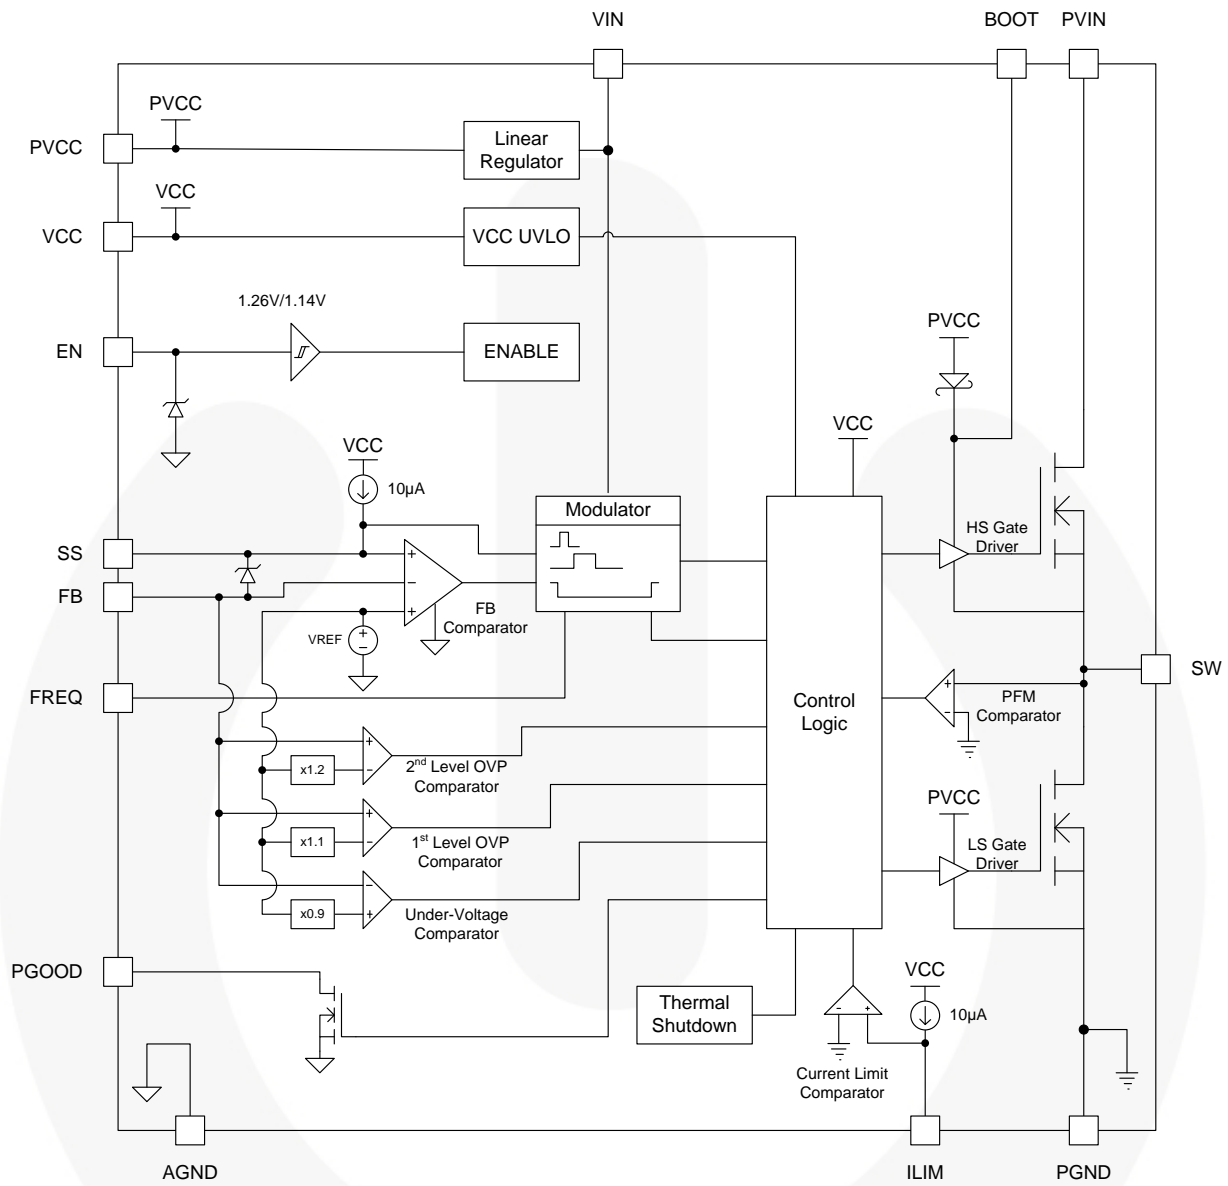 VIN
BOOT
PVIN
PVCC
PVCC
Linear
Regulator
VCC
VCC
VCC UVLO
1.26V/1.14V
EN
ENABLE
PVCC
VCC
10µA
VCC
Modulator
SS
FB
+
−
+
FB
Comparator
VREF
+
−
HS Gate
Driver
FREQ
Control
Logic
+
-
PFM
Comparator
SW
x1.2
+
−
2nd Level OVP
Comparator
x1.1
+
−
1st Level OVP
Comparator
x0.9
−
+
Under-Voltage
Comparator
PVCC
LS Gate
Driver
PGOOD
Thermal
Shutdown
VCC
10µA
-
+
Current Limit
Comparator
AGND
ILIM
PGND